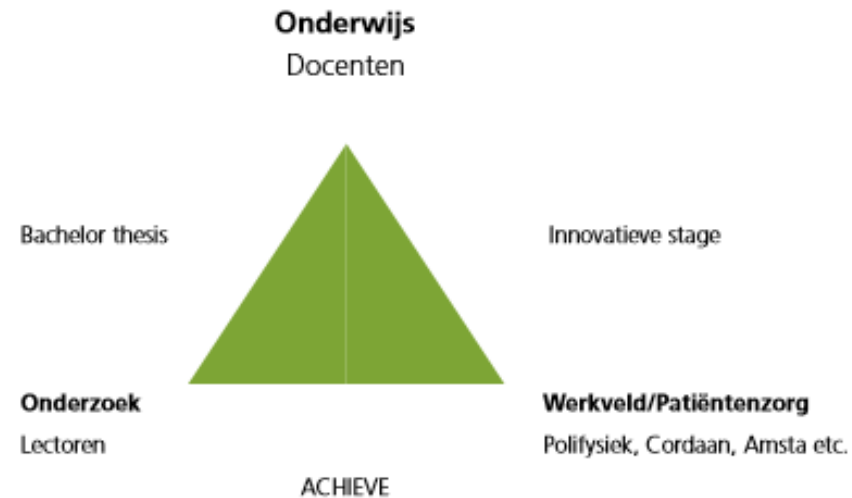 Onderwijs
Docenten
Bachelor thesis
Innovatieve stage
Onderzoek
Werkveld/Patiëntenzorg
Lectoren
Polifysiek, Cordaan, Amsta etc.
ACHIEVE